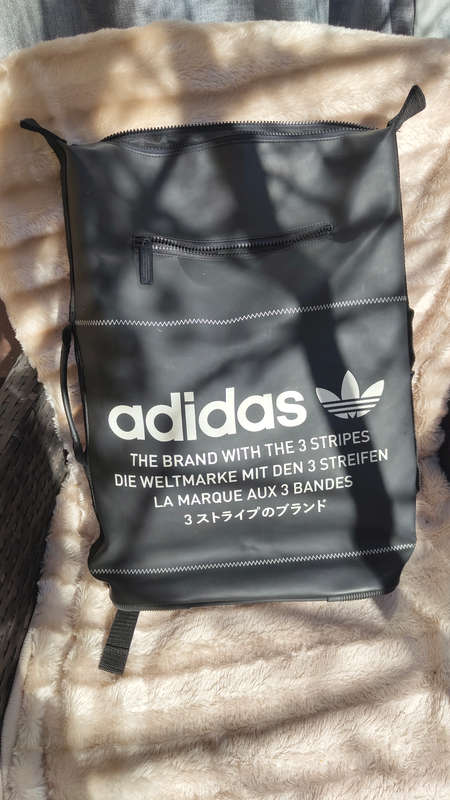 adidas
THE BRAND WITH THE 3 STRIPES
DIE WELTMARKE MIT DEN 3 STREIFEN
LA MARQUE AUX 3 BANDES
3 ストライプのブランド